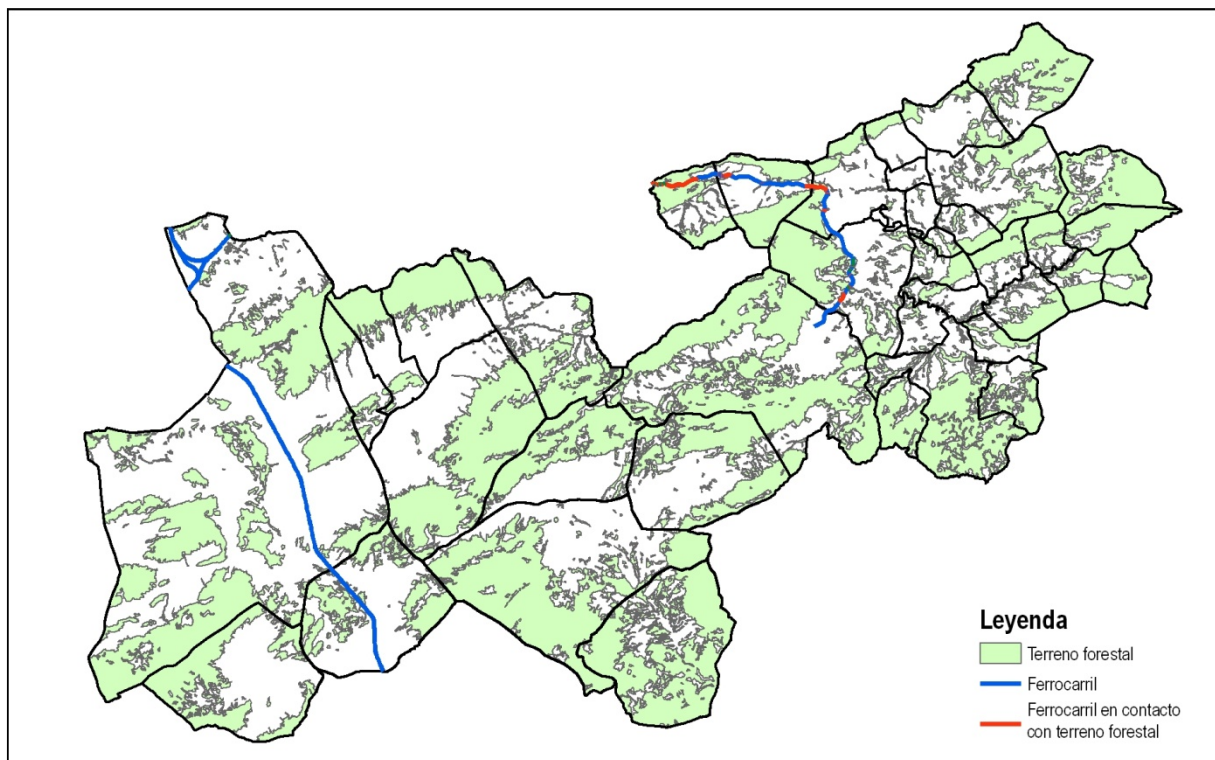 Leyenda
Terreno forestal
Ferrocarril
Ferrocarril en contacto
con terreno forestal